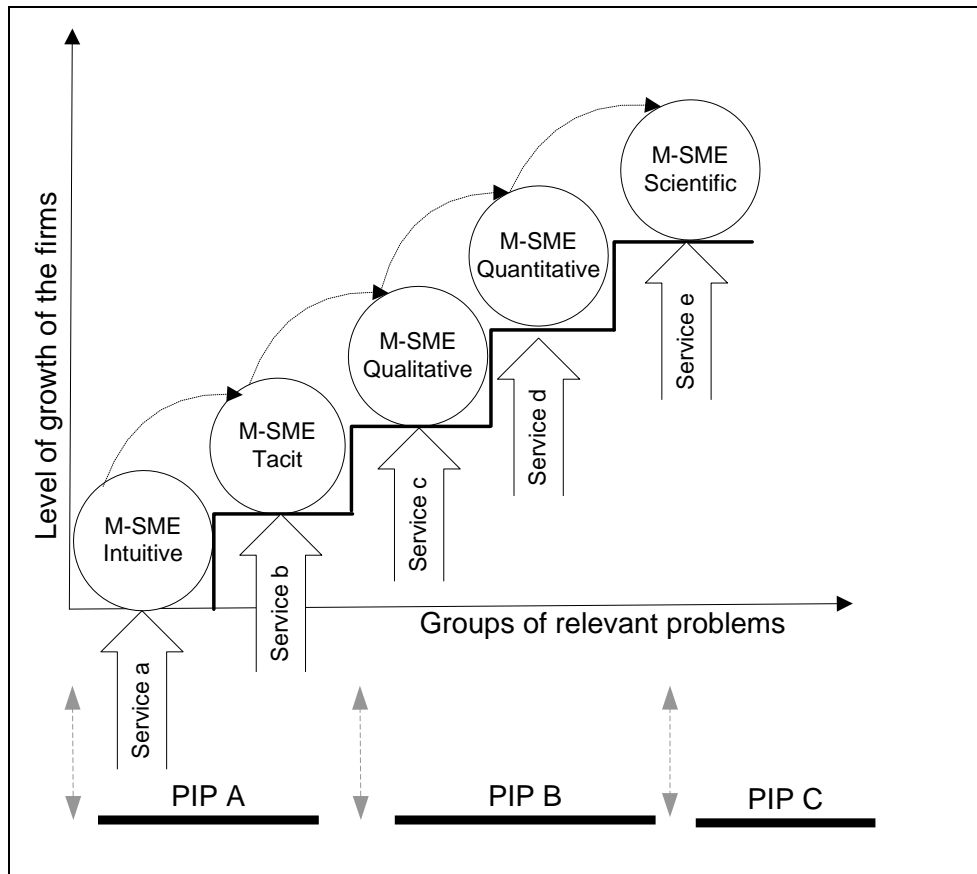 Level of growth of the firms
M-SME
Scientific
M-SME
Quantitative
M-SME
Qualitative
M-SME
Tacit
M-SME
Intuitive
Service e
Service d
Service c
Service b
Service a
Groups of relevant problems
PIP A
PIP B
PIP C